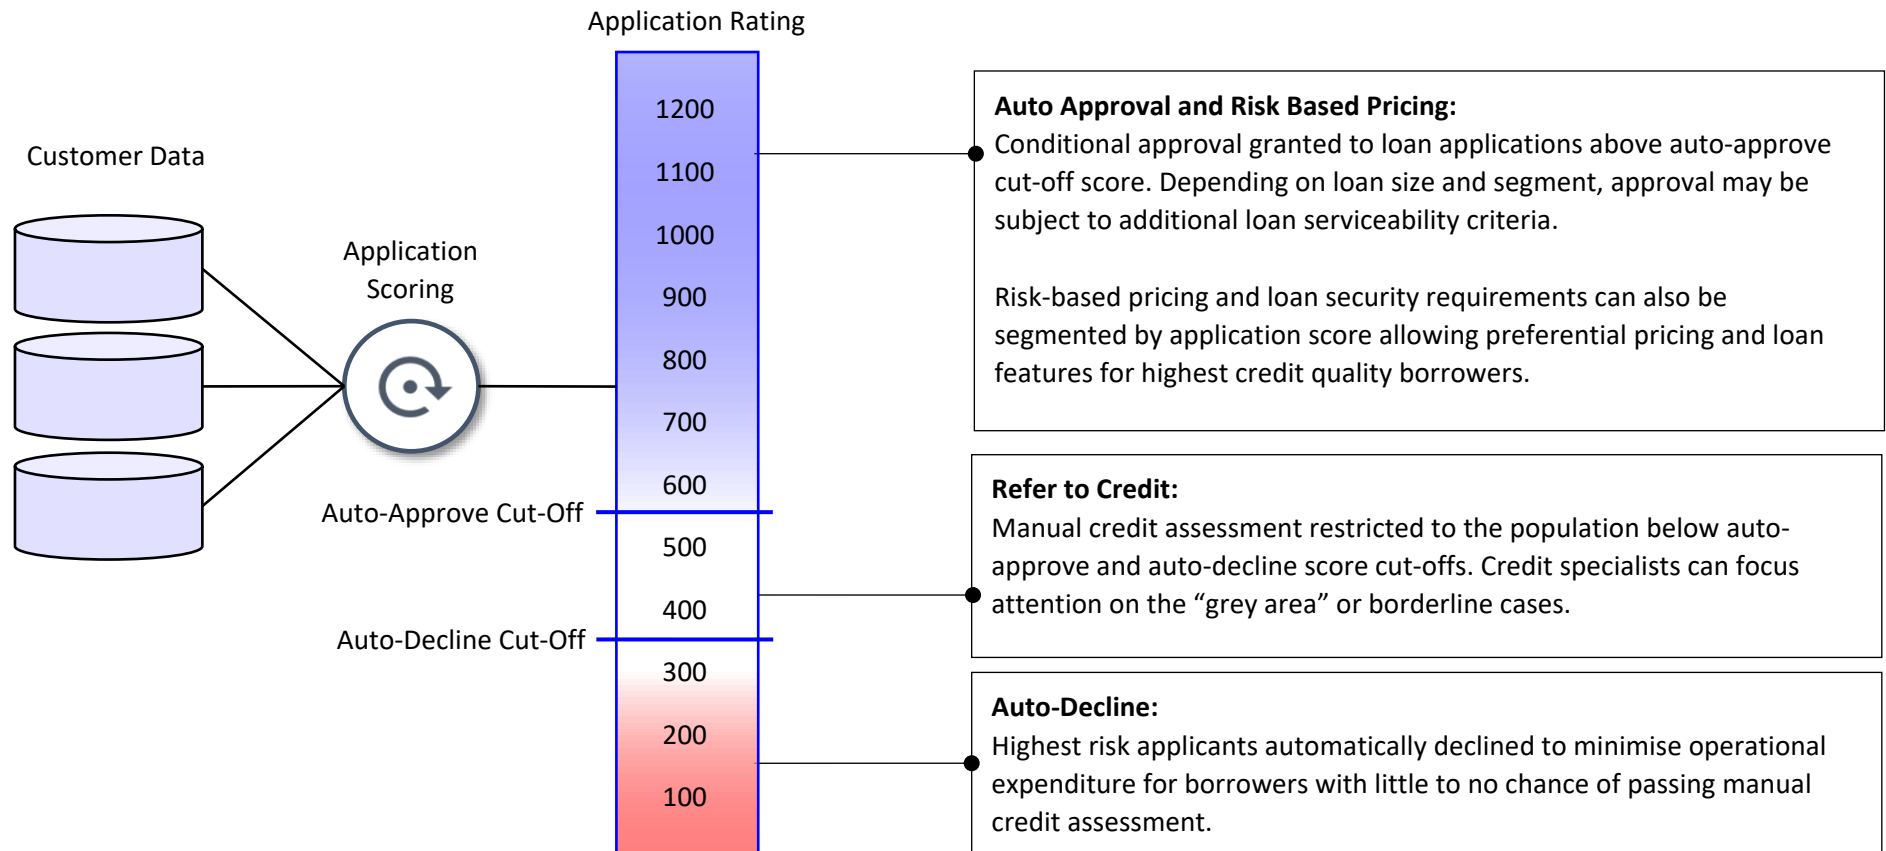 Application Rating
Customer Data
Application
Scoring
1200
1100
1000
900
800
700
600
Auto-Approve Cut-Off
500
400
Auto-Decline Cut-Off
300
200
100
Auto Approval and Risk Based Pricing:
Conditional approval granted to loan applications above auto-approve
cut-off score. Depending on loan size and segment, approval may be
subject to additional loan serviceability criteria.
Risk-based pricing and loan security requirements can also be
segmented by application score allowing preferential pricing and loan
features for highest credit quality borrowers.
Refer to Credit:
Manual credit assessment restricted to the population below auto-
approve and auto-decline score cut-offs. Credit specialists can focus
attention on the “grey area” or borderline cases.
Auto-Decline:
Highest risk applicants automatically declined to minimise operational
expenditure for borrowers with little to no chance of passing manual
credit assessment.